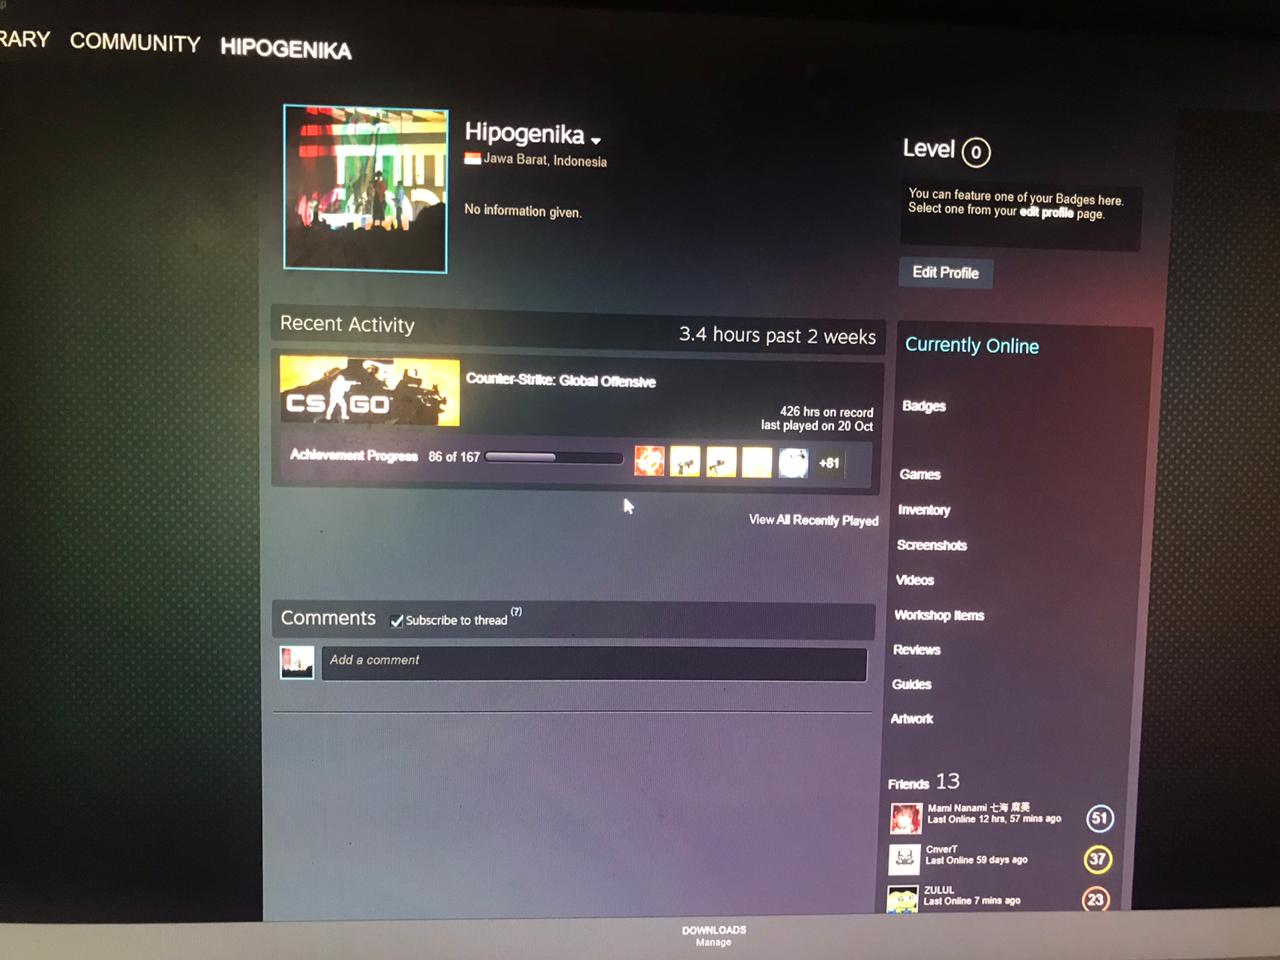 RARY COMMUNITY HIPOGENIKA
Hipogenika
Jawa Barat, Indonesia
No information given.
Level 0
You can feature one of your Badges here.
Select one from your edit profile page.
Edit Profile
Recent Activity
3.4 hours past 2 weeks
CS GO
Counter-Strike: Global Offensive
426 hrs on record
last played on 20 Oct
Achievement Progress 86 of 167
+81
View All Recently Played
Comments Subscribe to thread (?)
Add a comment
Currently Online
Badges
Games
Inventory
Screenshots
Videos
Workshop Items
Reviews
Guides
Artwork
Friends 13
Mami Nanami 七海 麻美
Last Online 12 hrs, 57 mins ago
51
CnverT
Last Online 59 days ago
37
ZULUL
Last Online 7 mins ago
23
DOWNLOADS
Manage